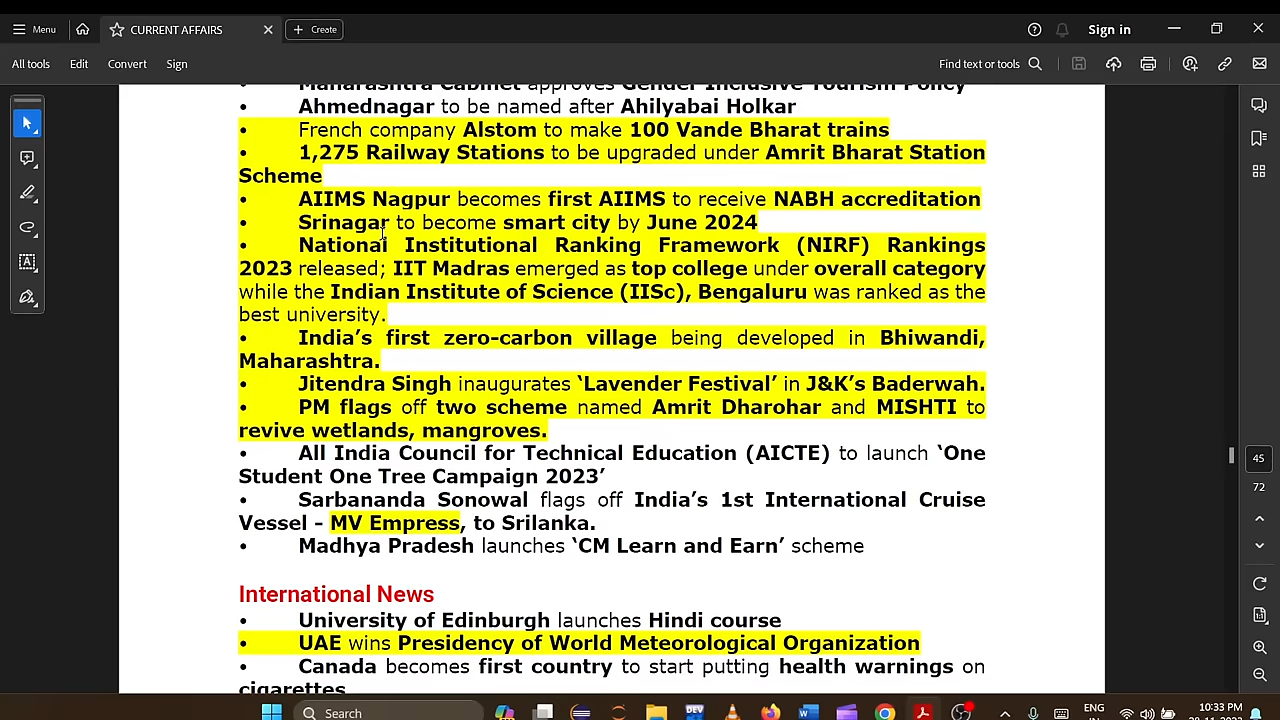 Menu
CURRENT AFFAIRS
Create
Sign in
All tools
Edit
Convert
Sign
Find text or tools
• Maharashtra Cabinet approves Gender Inclusive Tourism Policy
• Ahmednagar to be named after Ahilyabai Holkar
• French company Alstom to make 100 Vande Bharat trains
• 1,275 Railway Stations to be upgraded under Amrit Bharat Station
Scheme
• AIIMS Nagpur becomes first AIIMS to receive NABH accreditation
• Srinagar to become smart city by June 2024
• National Institutional Ranking Framework (NIRF) Rankings
2023 released; IIT Madras emerged as top college under overall category
while the Indian Institute of Science (IISc), Bengaluru was ranked as the
best university.
• India’s first zero-carbon village being developed in Bhiwandi,
Maharashtra.
• Jitendra Singh inaugurates ‘Lavender Festival’ in J&K’s Baderwah.
• PM flags off two scheme named Amrit Dharohar and MISHTI to
revive wetlands, mangroves.
• All India Council for Technical Education (AICTE) to launch ‘One
Student One Tree Campaign 2023’
• Sarbananda Sonowal flags off India’s 1st International Cruise
Vessel – MV Empress, to Srilanka.
• Madhya Pradesh launches ‘CM Learn and Earn’ scheme
International News
• University of Edinburgh launches Hindi course
• UAE wins Presidency of World Meteorological Organization
• Canada becomes first country to start putting health warnings on
cigarettes
45
72
Search
DEV
ENG
IN
10:33 PM